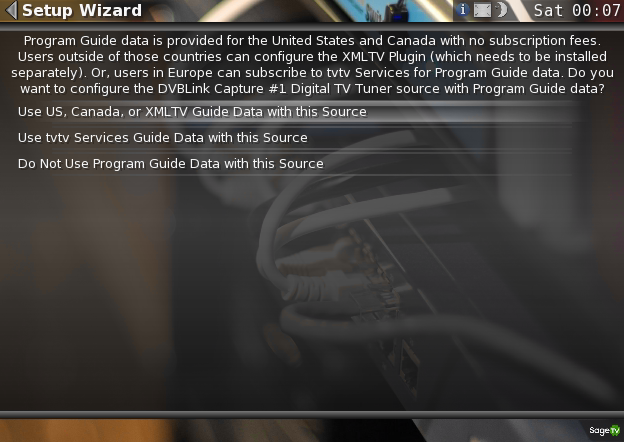 Setup Wizard
i
Sat 00:07
Program Guide data is provided for the United States and Canada with no subscription fees.
Users outside of those countries can configure the XMLTV Plugin (which needs to be installed
separately). Or, users in Europe can subscribe to tvtv Services for Program Guide data. Do you
want to configure the DVBLink Capture #1 Digital TV Tuner source with Program Guide data?
Use US, Canada, or XMLTV Guide Data with this Source
Use tvtv Services Guide Data with this Source
Do Not Use Program Guide Data with this Source
SageTV